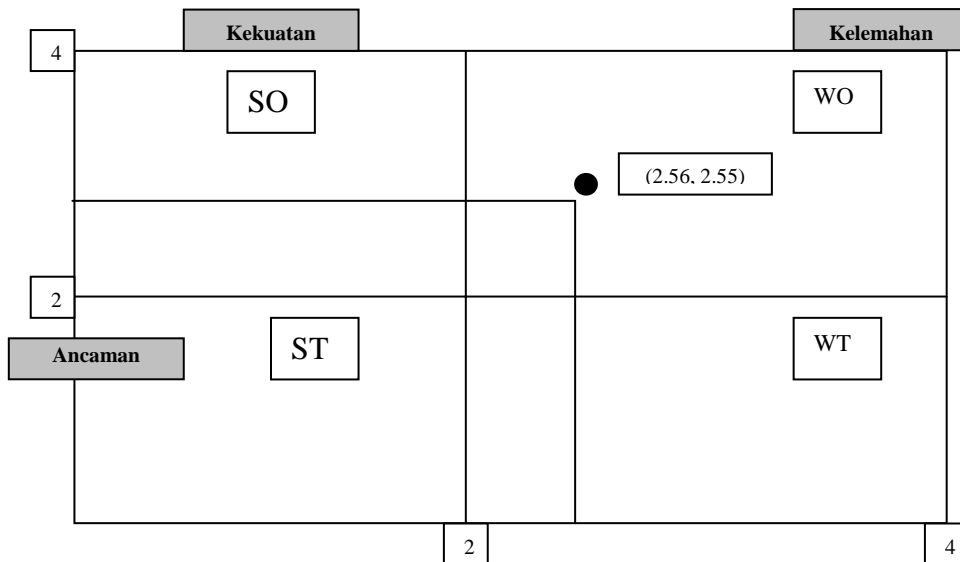 Kekuatan
Kelemahan
4
SO
WO
(2.56, 2.55)
2
Ancaman
ST
WT
2
4